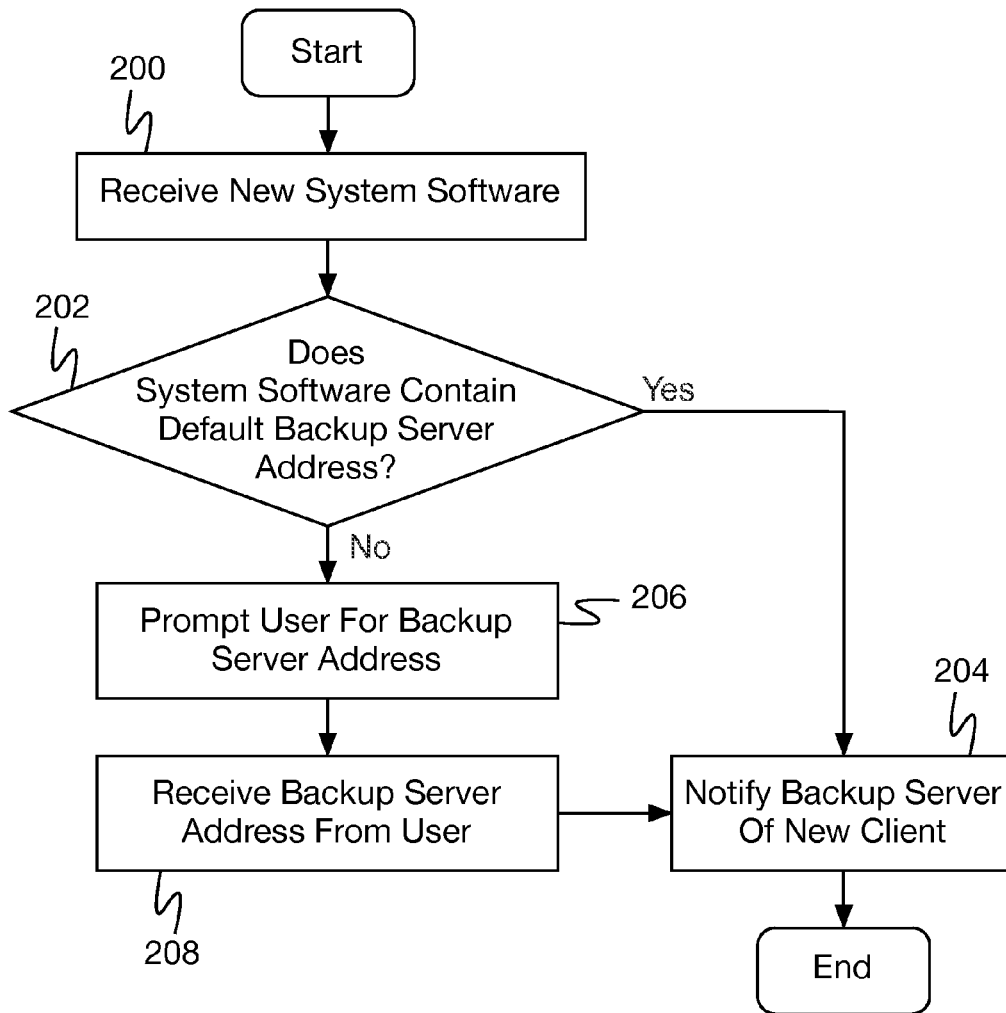 Start
200
Receive New System Software
202
Does
System Software Contain
Default Backup Server
Address?
Yes
No
Prompt User For Backup
Server Address
206
204
Receive Backup Server
Address From User
Notify Backup Server
Of New Client
208
End